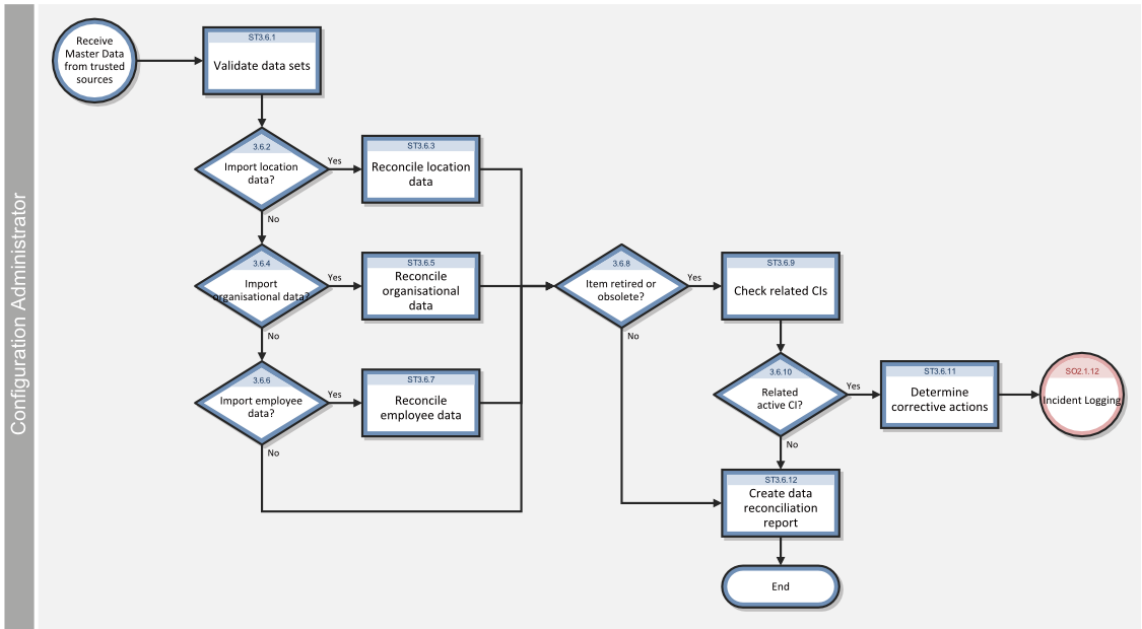 Configuration Administrator
Receive
Master Data
from trusted
sources
ST3.6.1
Validate data sets
3.6.2
Import location
data?
Yes
No
ST3.6.3
Reconcile location
data
3.6.4
Import
organisational data?
Yes
No
ST3.6.5
Reconcile
organisational
data
3.6.6
Import employee
data?
Yes
No
ST3.6.7
Reconcile
employee data
3.6.8
Item retired or
obsolete?
Yes
No
ST3.6.9
Check related CIs
3.6.10
Related
active CI?
Yes
No
ST3.6.11
Determine
corrective actions
SO2.1.12
Incident Logging
ST3.6.12
Create data
reconciliation
report
End